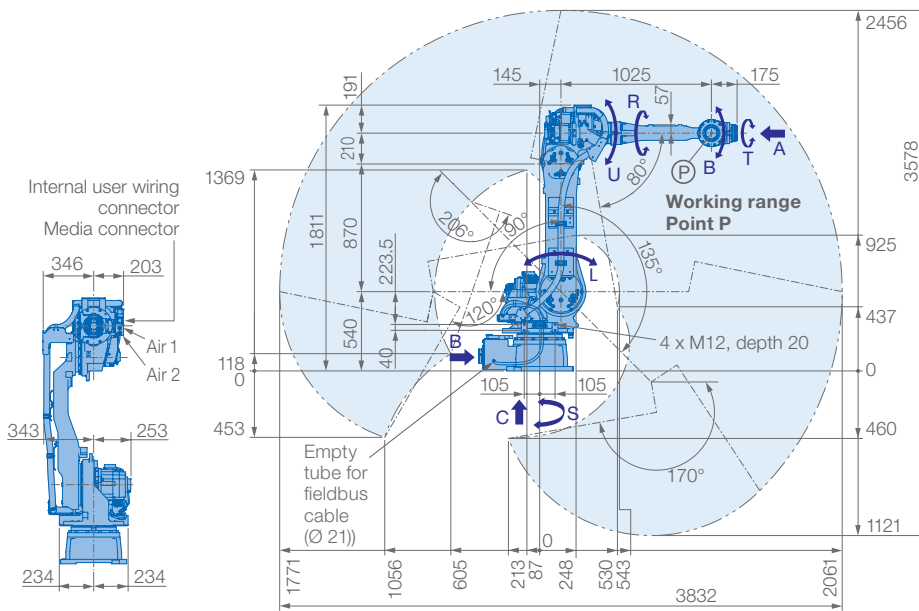 2456
145
1025
175
191
57
R
A
T
B
U
P
80°
Working range
Point P
3578
210
1369
1811
870
223.5
206°
90°
135°
120°
L
925
437
Internal user wiring
connector
Media connector
346
203
Air 1
Air 2
540
118
0
40
B
4 x M12, depth 20
0
105
105
C
S
453
460
170°
343
253
Empty
tube for
fieldbus
cable
(Ø 21))
1121
234
234
0
1771
1056
605
213
87
248
530
543
2061
3832